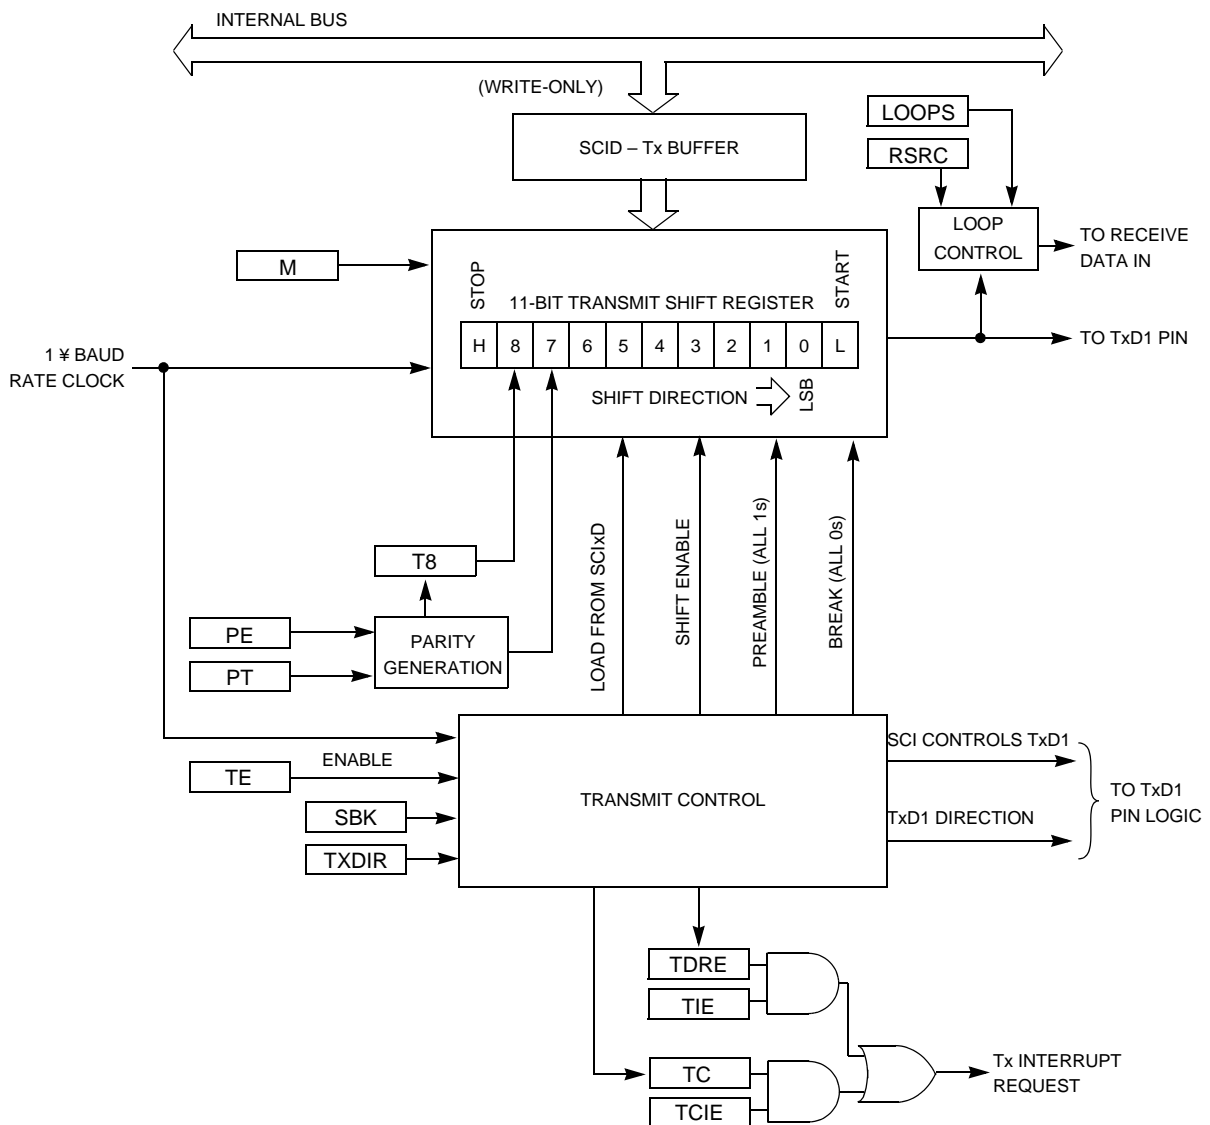 INTERNAL BUS
(WRITE-ONLY)
SCID – Tx BUFFER
LOOPS
RSRC
LOOP
CONTROL
TO RECEIVE
DATA IN
M
STOP
11-BIT TRANSMIT SHIFT REGISTER
START
H 8 7 6 5 4 3 2 1 0 L
TO TxD1 PIN
1 ¥ BAUD
RATE CLOCK
SHIFT DIRECTION
LSB
T8
PE
PT
PARITY
GENERATION
LOAD FROM SCIxD
SHIFT ENABLE
PREAMBLE (ALL 1s)
BREAK (ALL 0s)
TE
ENABLE
SBK
TXDIR
TRANSMIT CONTROL
SCI CONTROLS TxD1
TxD1 DIRECTION
TO TxD1
PIN LOGIC
TDRE
TIE
TC
TCIE
Tx INTERRUPT
REQUEST